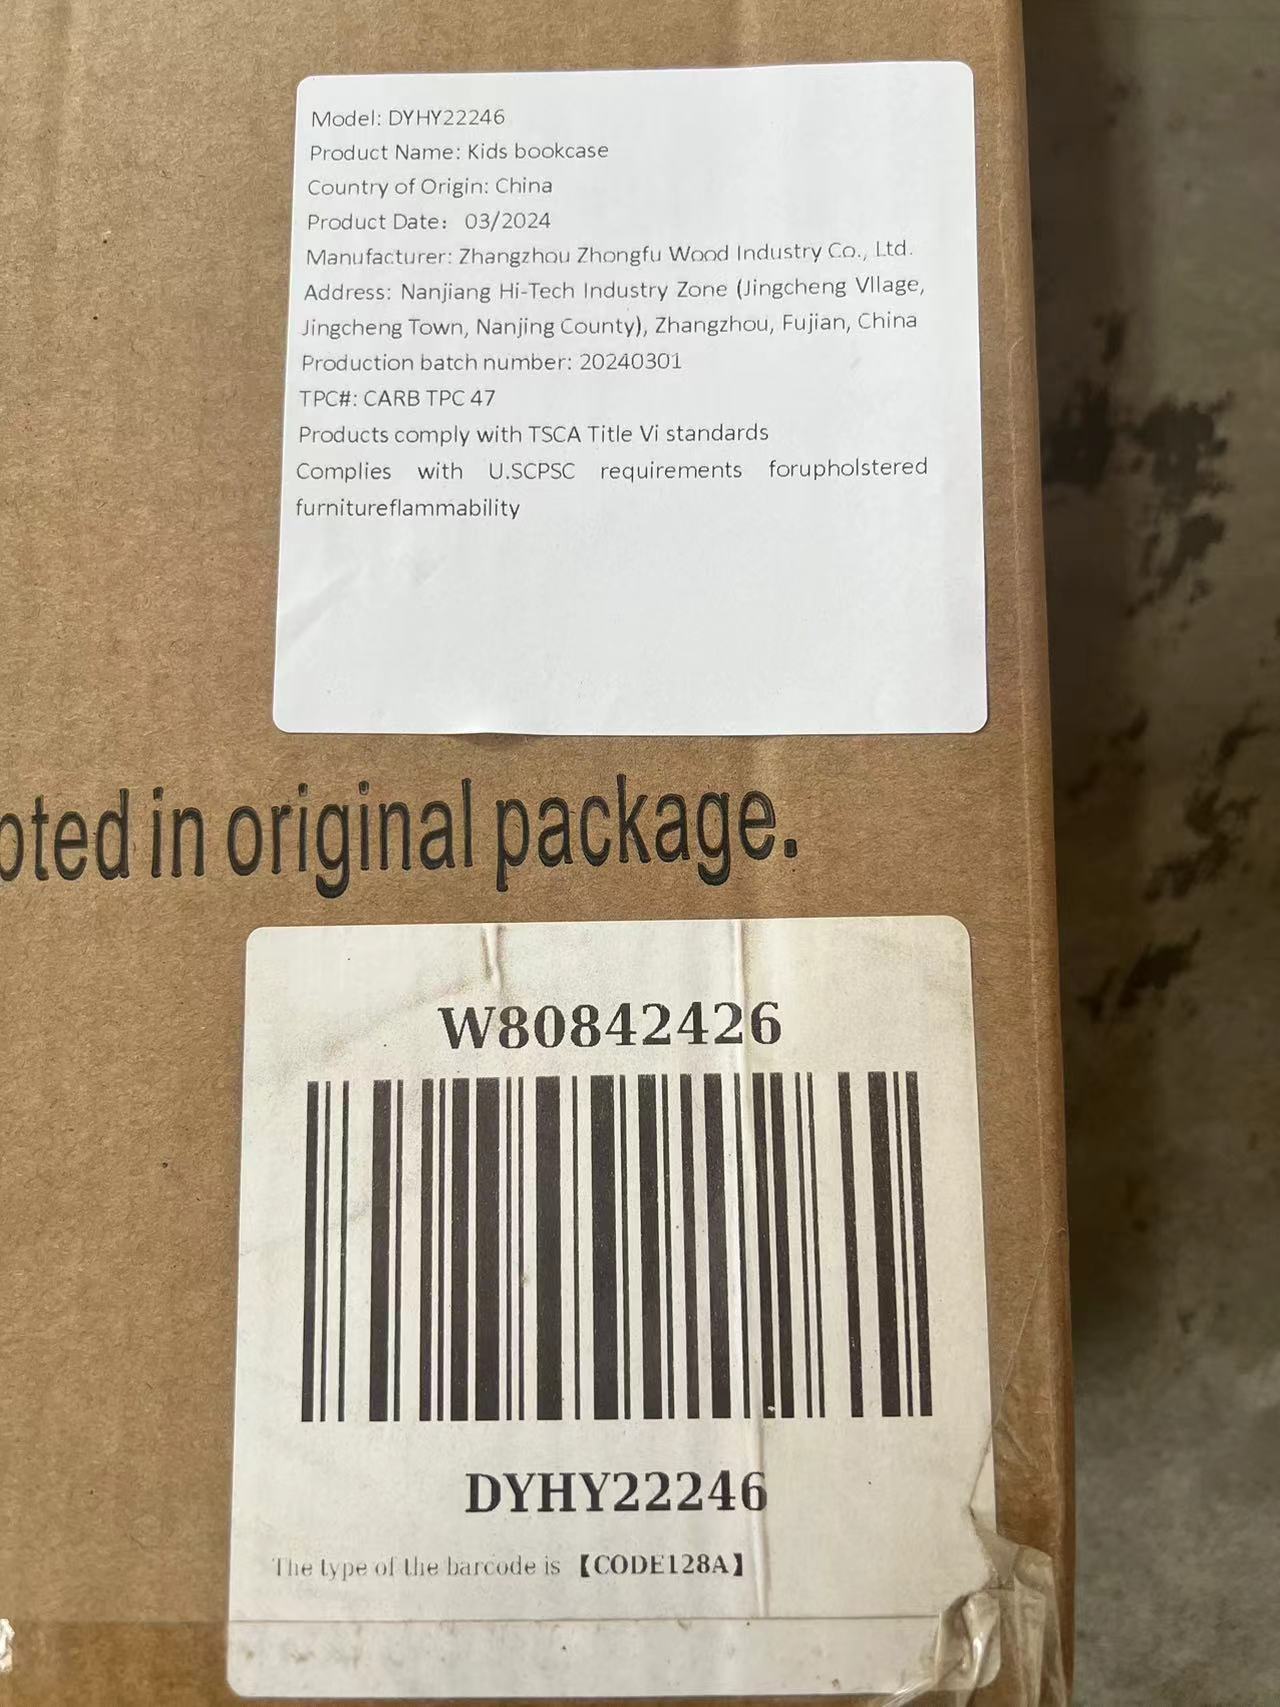 Model: DYHY22246
Product Name: Kids bookcase
Country of Origin: China
Product Date： 03/2024
Manufacturer: Zhangzhou Zhongfu Wood Industry Co., Ltd.
Address: Nanjiang Hi-Tech Industry Zone (Jingcheng Vllage,
Jingcheng Town, Nanjing County), Zhangzhou, Fujian, China
Production batch number: 20240301
TPC#: CARB TPC 47
Products comply with TSCA Title Vi standards
Complies with U.SCPSC requirements forupholstered
furnitureflammability
in original package.
W80842426
DYHY22246
The type of the barcode is 【CODE128A】